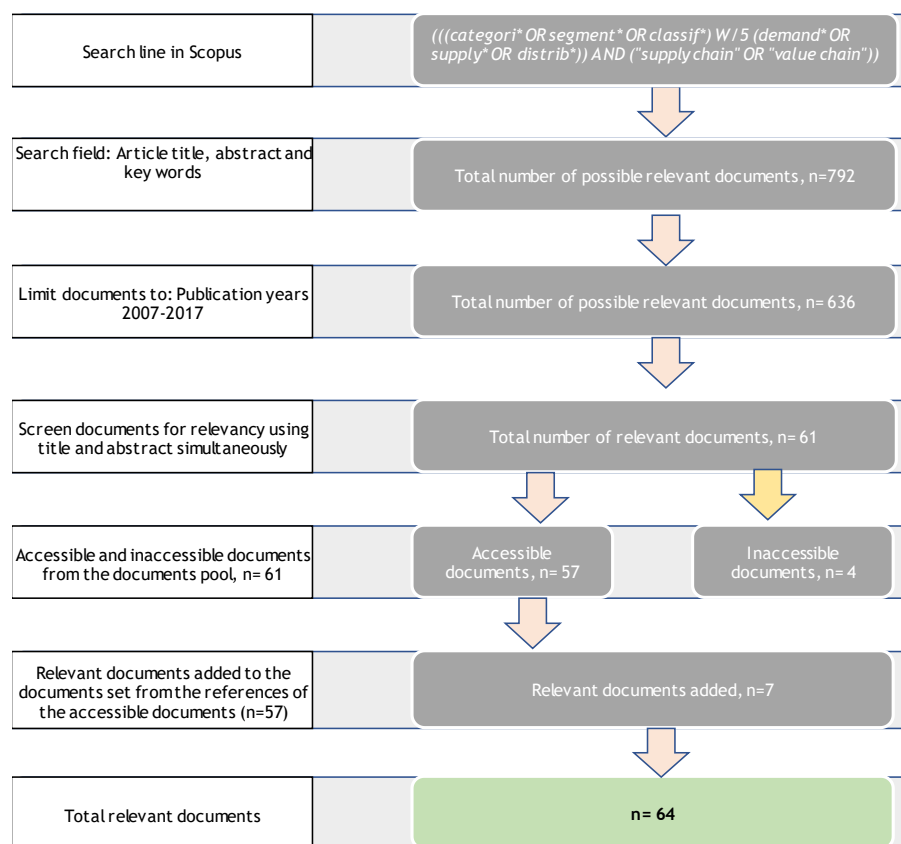 Search line in Scopus
(((categori* OR segment* OR classif*) W/5 (demand* OR
supply* OR distrib*)) AND ("supply chain" OR "value chain"))
Search field: Article title, abstract and
key words
Total number of possible relevant documents, n=792
Limit documents to: Publication years
2007-2017
Total number of possible relevant documents, n= 636
Screen documents for relevancy using
title and abstract simultaneously
Total number of relevant documents, n= 61
Accessible and inaccessible documents
from the documents pool, n= 61
Accessible
documents, n= 57
Inaccessible
documents, n= 4
Relevant documents added to the
documents set from the references of
the accessible documents (n=57)
Relevant documents added, n=7
Total relevant documents
n= 64